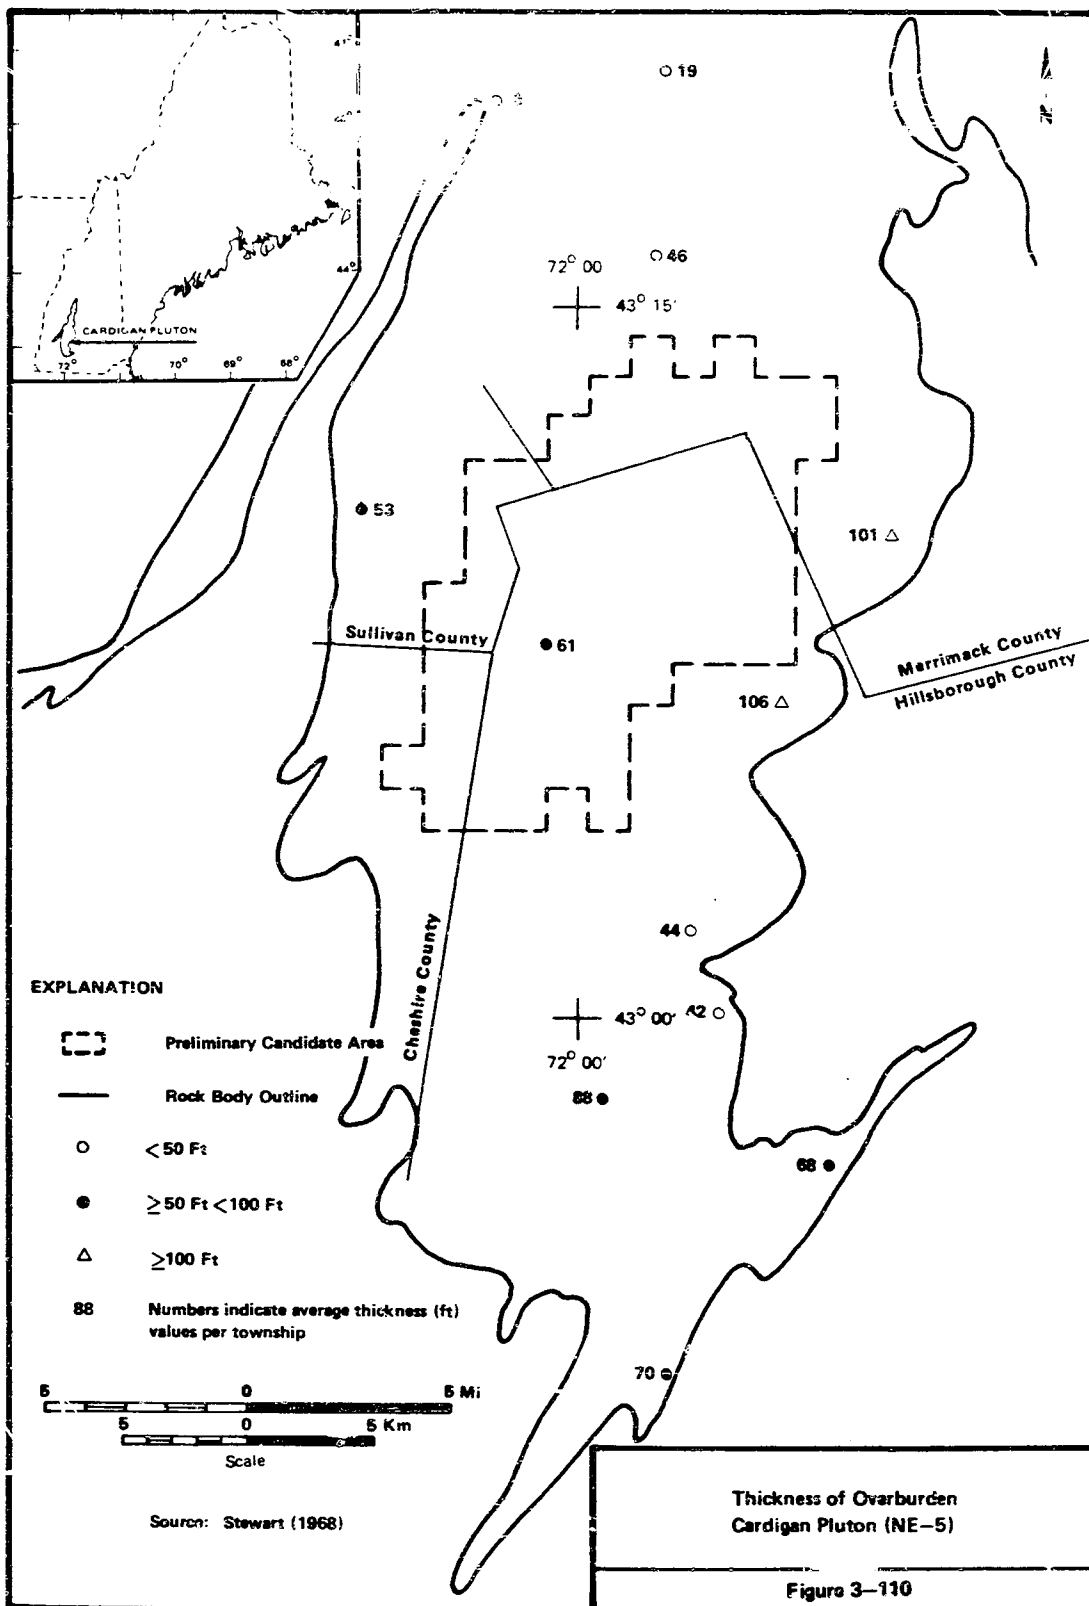 19
46
72° 00
43° 15'
44°
CARDIGAN PLUTON
72°
70°
69°
68°
53
101
Sullivan County
61
Merrimack County
Hillsborough County
106
Cheshire County
44
42
43° 00'
72° 00'
88
68
70
EXPLANATION
Preliminary Candidate Area
Rock Body Outline
<50 Ft
≥50 Ft <100 Ft
≥100 Ft
88 Numbers indicate average thickness (ft)
values per township
5 0 5 Mi
5 0 5 Km
Scale
Source: Stewart (1968)
Thickness of Overburden
Cardigan Pluton (NE-5)
Figure 3-110